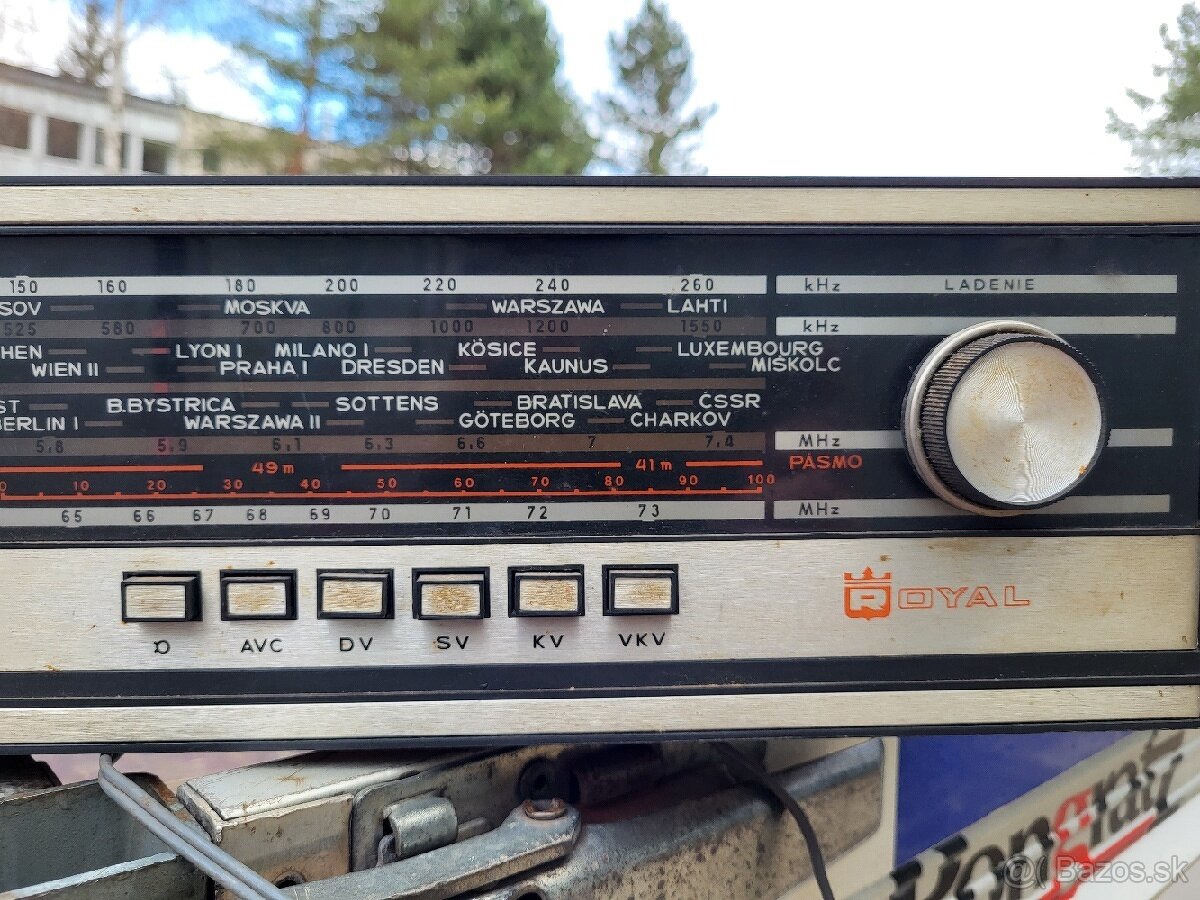 150 160 180 200 220 240 260 kHz LADENIE
SOV MOSKVA WARSZAWA LAHTI
525 580 700 800 1000 1200 1550 kHz
HEN LYON I MILANO I KÖSICE LUXEMBOURG
WIEN II PRAHA I DRESDEN KAUNUS MIŠKOLC
ST B.BYSTRICA SOTTENS BRATISLAVA ČSSR
BERLIN I WARSZAWA II GÖTEBORG CHARKOV
5.8 5.9 6.1 6.3 6.6 7 7.4 MHz
49 m 41 m PÁSMO
0 10 20 30 40 50 60 70 80 90 100
65 66 67 68 69 70 71 72 73 MHz
AVC DV SV KV VKV
ROYAL
Bazos.sk